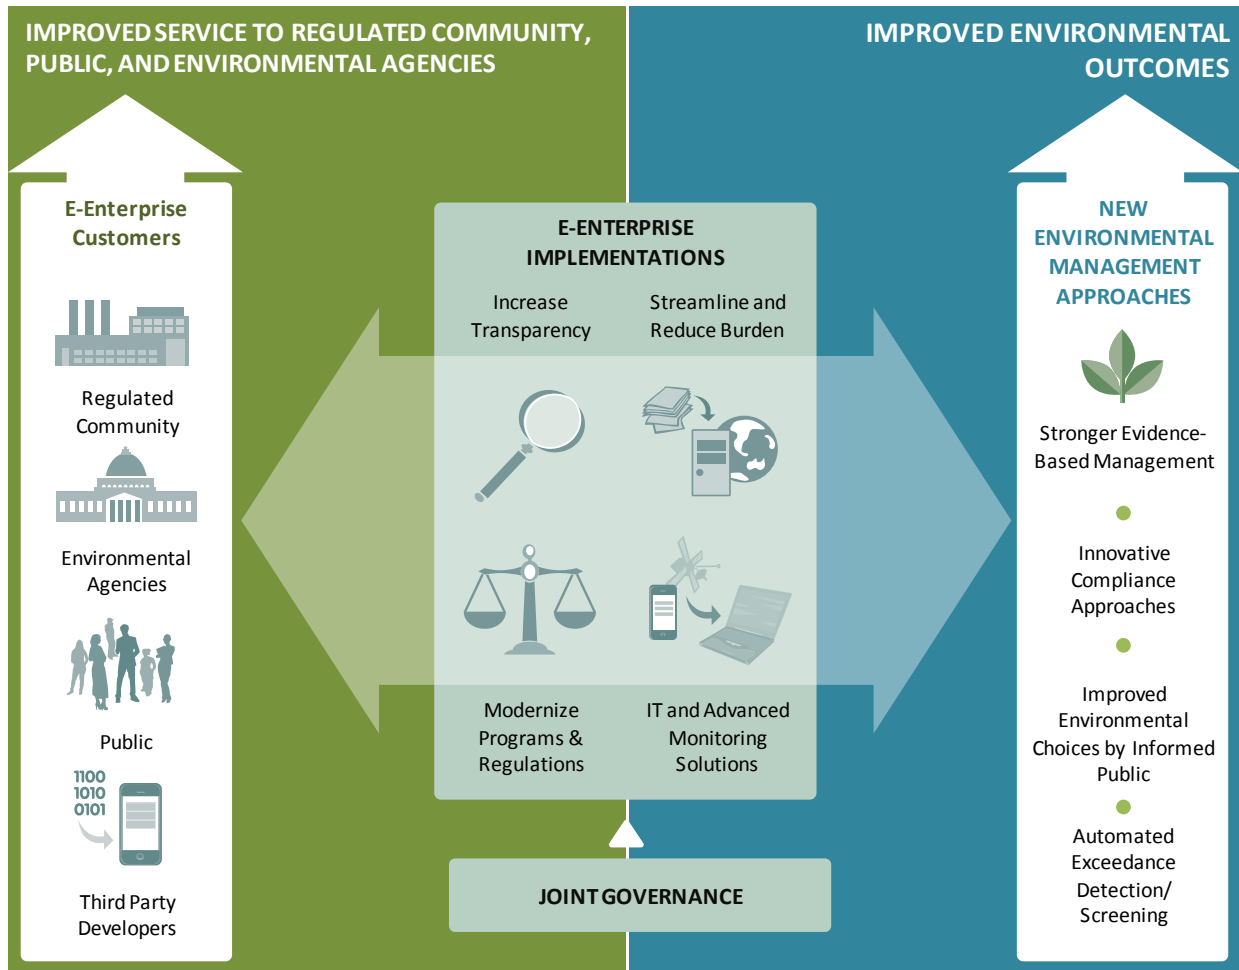 IMPROVED SERVICE TO REGULATED COMMUNITY,
PUBLIC, AND ENVIRONMENTAL AGENCIES
IMPROVED ENVIRONMENTAL
OUTCOMES
E-Enterprise
Customers
Regulated
Community
Environmental
Agencies
Public
1100
1010
0101
Third Party
Developers
E-ENTERPRISE
IMPLEMENTATIONS
Increase
Transparency
Streamline and
Reduce Burden
Modernize
Programs &
Regulations
IT and Advanced
Monitoring
Solutions
JOINT GOVERNANCE
NEW
ENVIRONMENTAL
MANAGEMENT
APPROACHES
Stronger Evidence-
Based Management
Innovative
Compliance
Approaches
Improved
Environmental
Choices by Informed
Public
Automated
Exceedance
Detection/
Screening